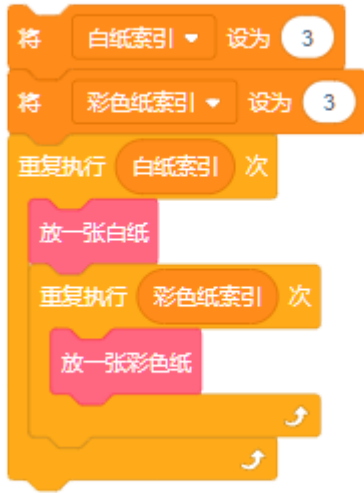 将 白纸索引 设为 3
将 彩色纸索引 设为 3
重复执行 白纸索引 次
放一张白纸
重复执行 彩色纸索引 次
放一张彩色纸